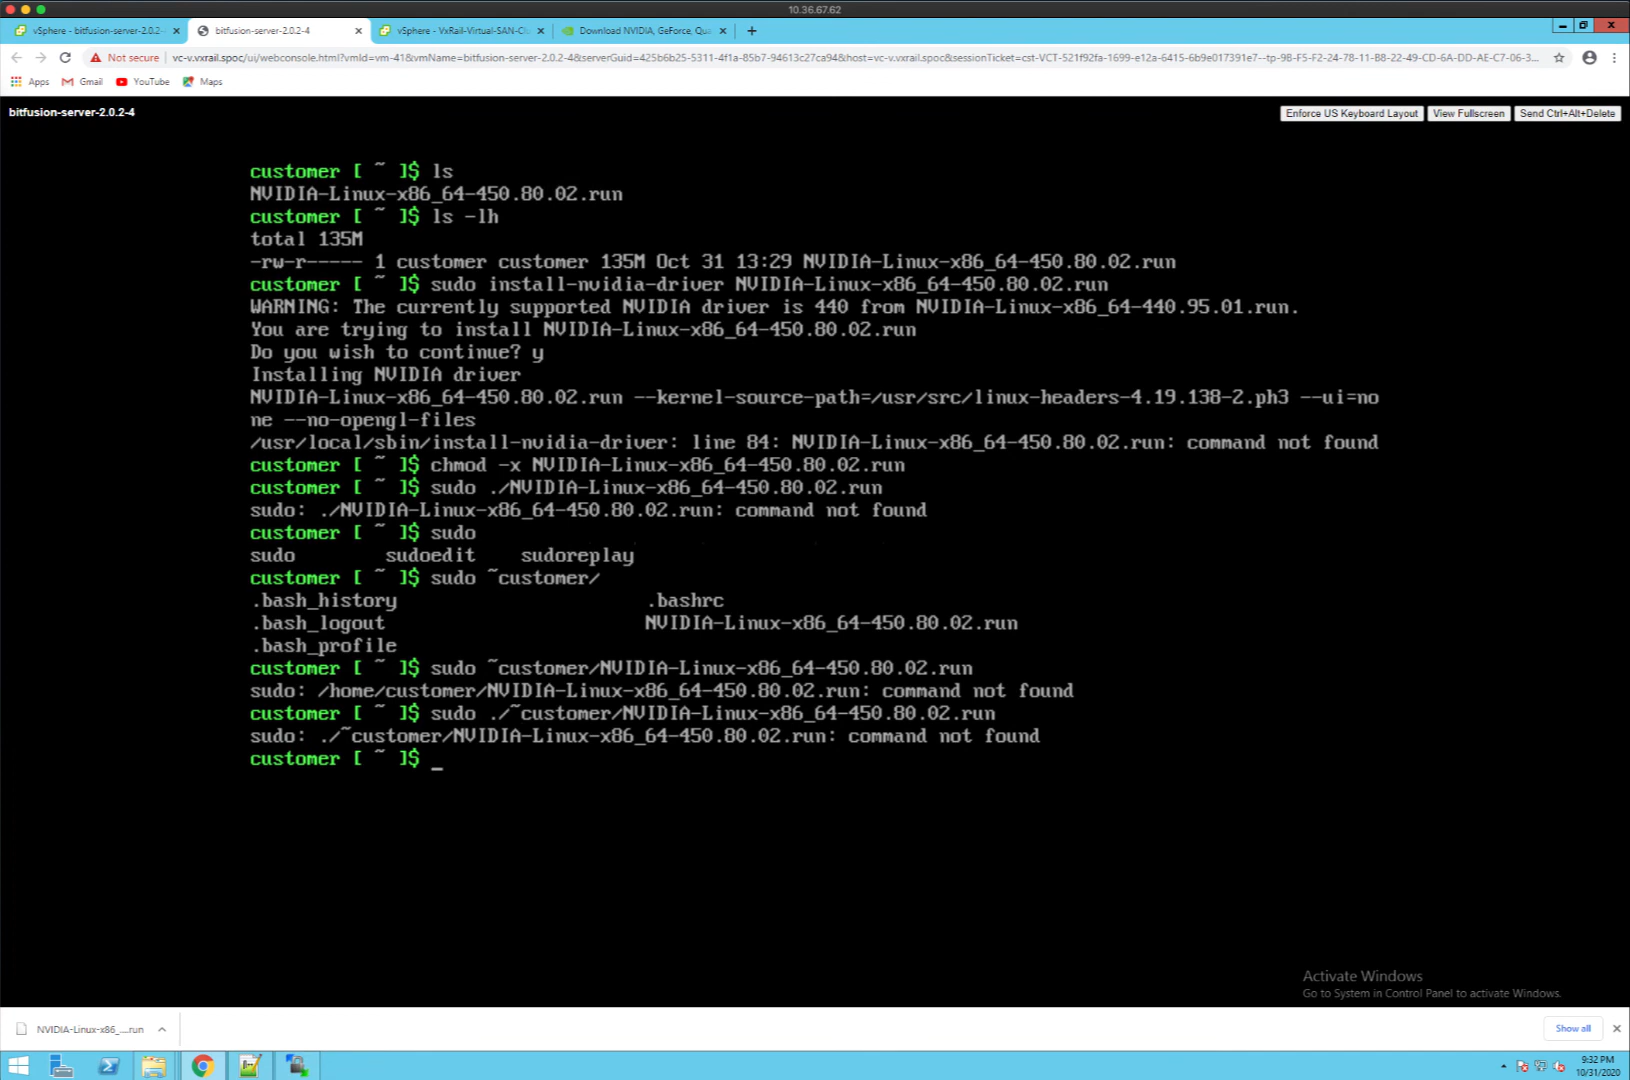 10.36.67.62
vSphere - bitfusion-server-2.0.2-
bitfusion-server-2.0.2-4
vSphere - VxRail-Virtual-SAN-Cl
Download NVIDIA, GeForce, Qua
Not secure
vc-v.vxrail.spoc/ui/webconsole.html?vmId=vm-41&vmName=bitfusion-server-2.0.2-4&serverGuid=425b6b25-5311-4f1a-85b7-94613c27ca94&host=vc-v.vxrail.spoc&sessionTicket=cst-VCT-521f92fa-1699-e12a-6415-6b9e017391e7--tp-9B-F5-F2-24-78-11-B8-22-49-CD-6A-DD-AE-C7-06-3...
Apps Gmail YouTube Maps
bitfusion-server-2.0.2-4
Enforce US Keyboard Layout View Fullscreen Send Ctrl+Alt+Delete
customer [ ~ ]$ ls
NVIDIA-Linux-x86_64-450.80.02.run
customer [ ~ ]$ ls -lh
total 135M
-rw-r----- 1 customer customer 135M Oct 31 13:29 NVIDIA-Linux-x86_64-450.80.02.run
customer [ ~ ]$ sudo install-nvidia-driver NVIDIA-Linux-x86_64-450.80.02.run
WARNING: The currently supported NVIDIA driver is 440 from NVIDIA-Linux-x86_64-440.95.01.run.
You are trying to install NVIDIA-Linux-x86_64-450.80.02.run
Do you wish to continue? y
Installing NVIDIA driver
NVIDIA-Linux-x86_64-450.80.02.run --kernel-source-path=/usr/src/linux-headers-4.19.138-2.ph3 --ui=no
ne --no-opengl-files
/usr/local/sbin/install-nvidia-driver: line 84: NVIDIA-Linux-x86_64-450.80.02.run: command not found
customer [ ~ ]$ chmod -x NVIDIA-Linux-x86_64-450.80.02.run
customer [ ~ ]$ sudo ./NVIDIA-Linux-x86_64-450.80.02.run
sudo: ./NVIDIA-Linux-x86_64-450.80.02.run: command not found
customer [ ~ ]$ sudo
sudo sudoedit sudoreplay
customer [ ~ ]$ sudo ~customer/
.bash_history .bashrc
.bash_logout NVIDIA-Linux-x86_64-450.80.02.run
.bash_profile
customer [ ~ ]$ sudo ~customer/NVIDIA-Linux-x86_64-450.80.02.run
sudo: /home/customer/NVIDIA-Linux-x86_64-450.80.02.run: command not found
customer [ ~ ]$ sudo ./~customer/NVIDIA-Linux-x86_64-450.80.02.run
sudo: ./~customer/NVIDIA-Linux-x86_64-450.80.02.run: command not found
customer [ ~ ]$ _
Activate Windows
Go to System in Control Panel to activate Windows.
NVIDIA-Linux-x86_....run
Show all
9:32 PM
10/31/2020